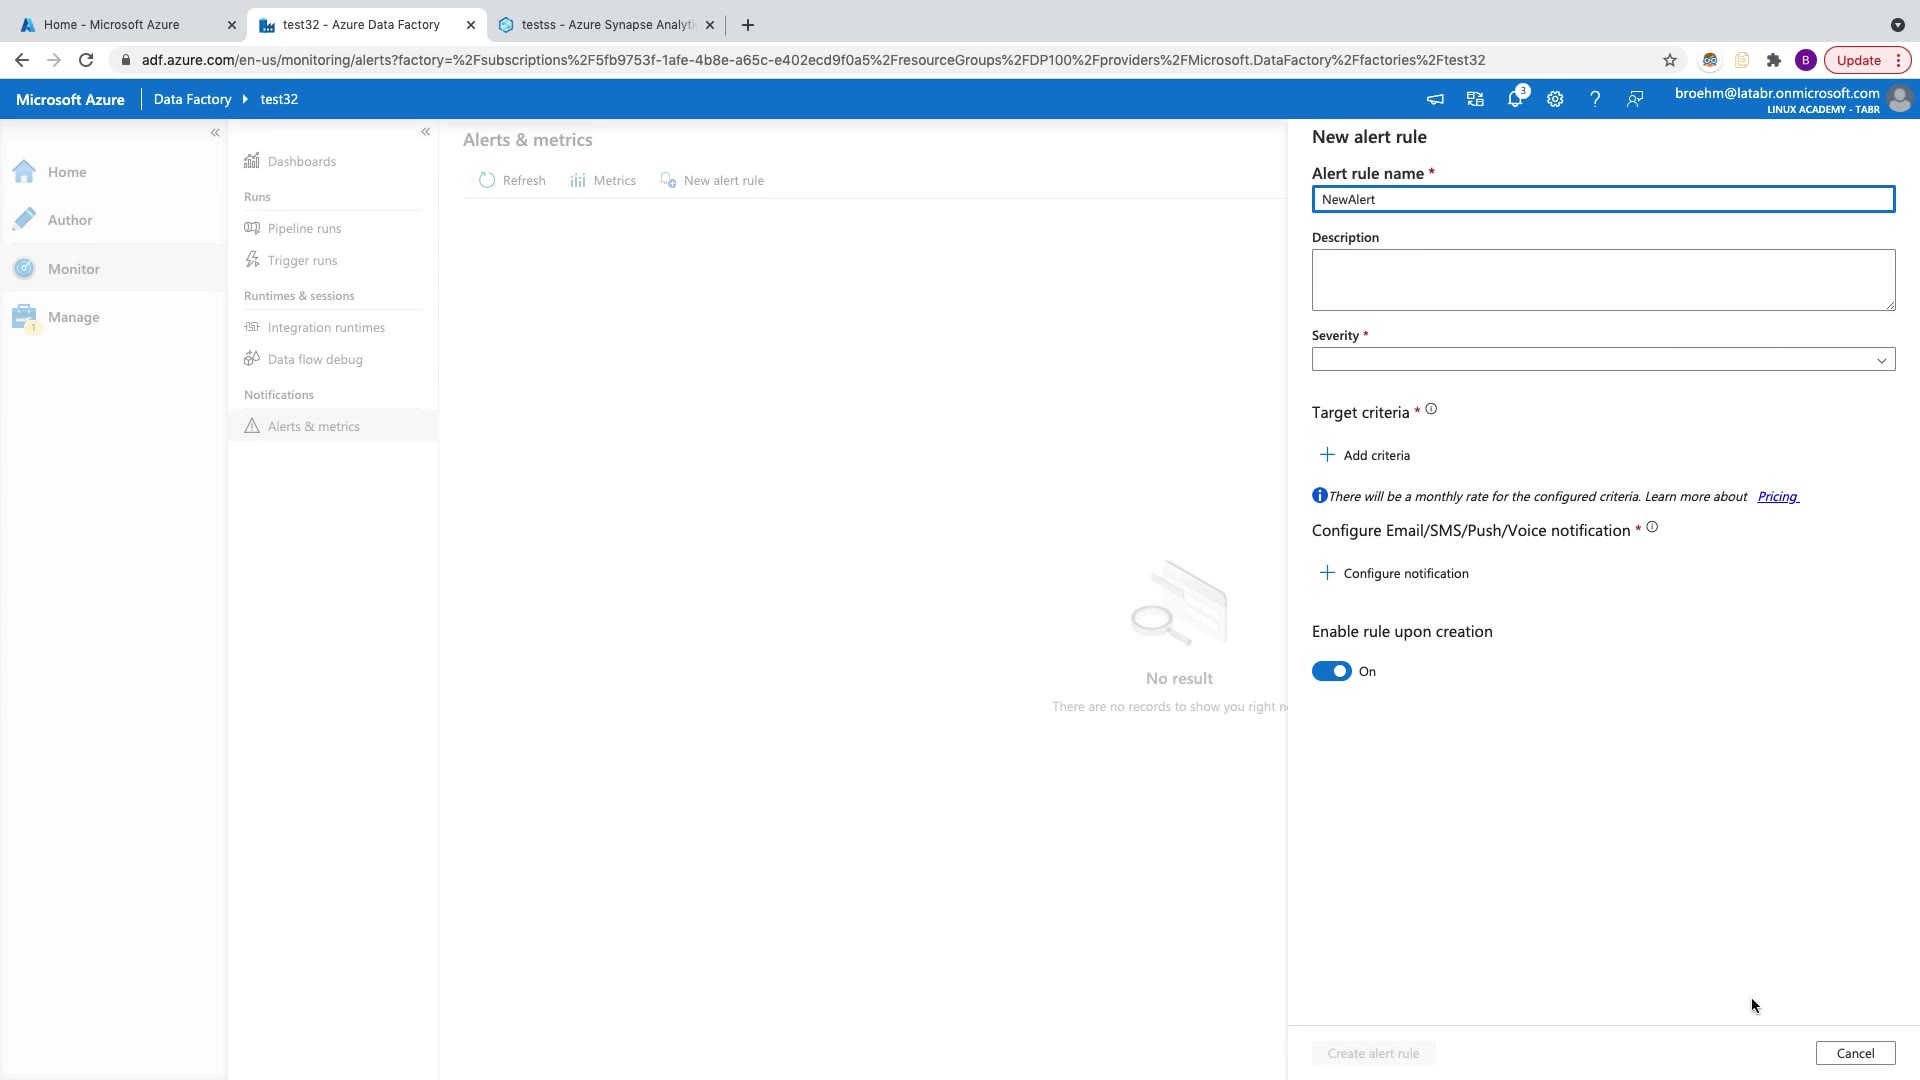 Home - Microsoft Azure
test32 - Azure Data Factory
testss - Azure Synapse Analyti
adf.azure.com/en-us/monitoring/alerts?factory=%2Fsubscriptions%2F5fb9753f-1afe-4b8e-a65c-e402ecd9f0a5%2FresourceGroups%2FDP100%2Fproviders%2FMicrosoft.DataFactory%2Ffactories%2Ftest32
B
Update
Microsoft Azure
Data Factory
test32
3
broehm@latabr.onmicrosoft.com
LINUX ACADEMY - TABR
Home
Author
Monitor
Manage
1
Dashboards
Runs
Pipeline runs
Trigger runs
Runtimes & sessions
Integration runtimes
Data flow debug
Notifications
Alerts & metrics
Alerts & metrics
Refresh
Metrics
New alert rule
No result
There are no records to show you right n
New alert rule
Alert rule name *
NewAlert
Description
Severity *
Target criteria *
Add criteria
There will be a monthly rate for the configured criteria. Learn more about Pricing
Configure Email/SMS/Push/Voice notification *
Configure notification
Enable rule upon creation
On
Create alert rule
Cancel